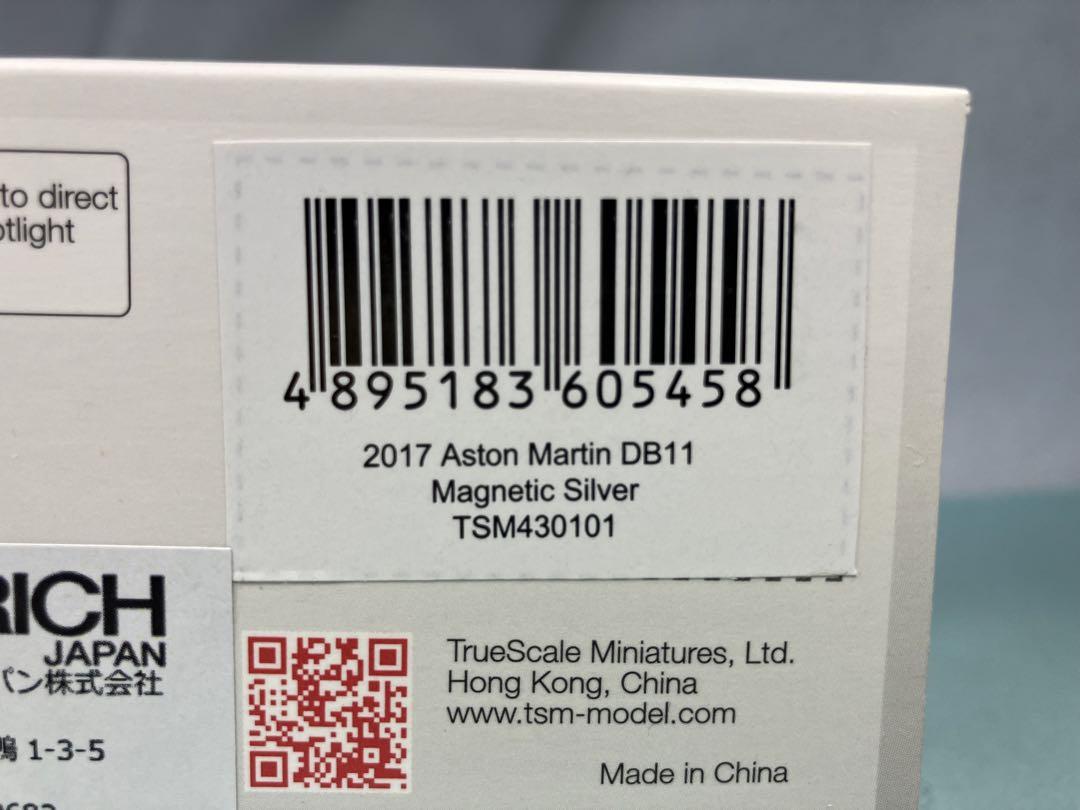 to direct
4 895183 605458
2017 Aston Martin DB11
Magnetic Silver
TSM430101
RICH
JAPAN
パン株式会社
鴨 1-3-5
TrueScale Miniatures, Ltd.
Hong Kong, China
www.tsm-model.com
Made in China